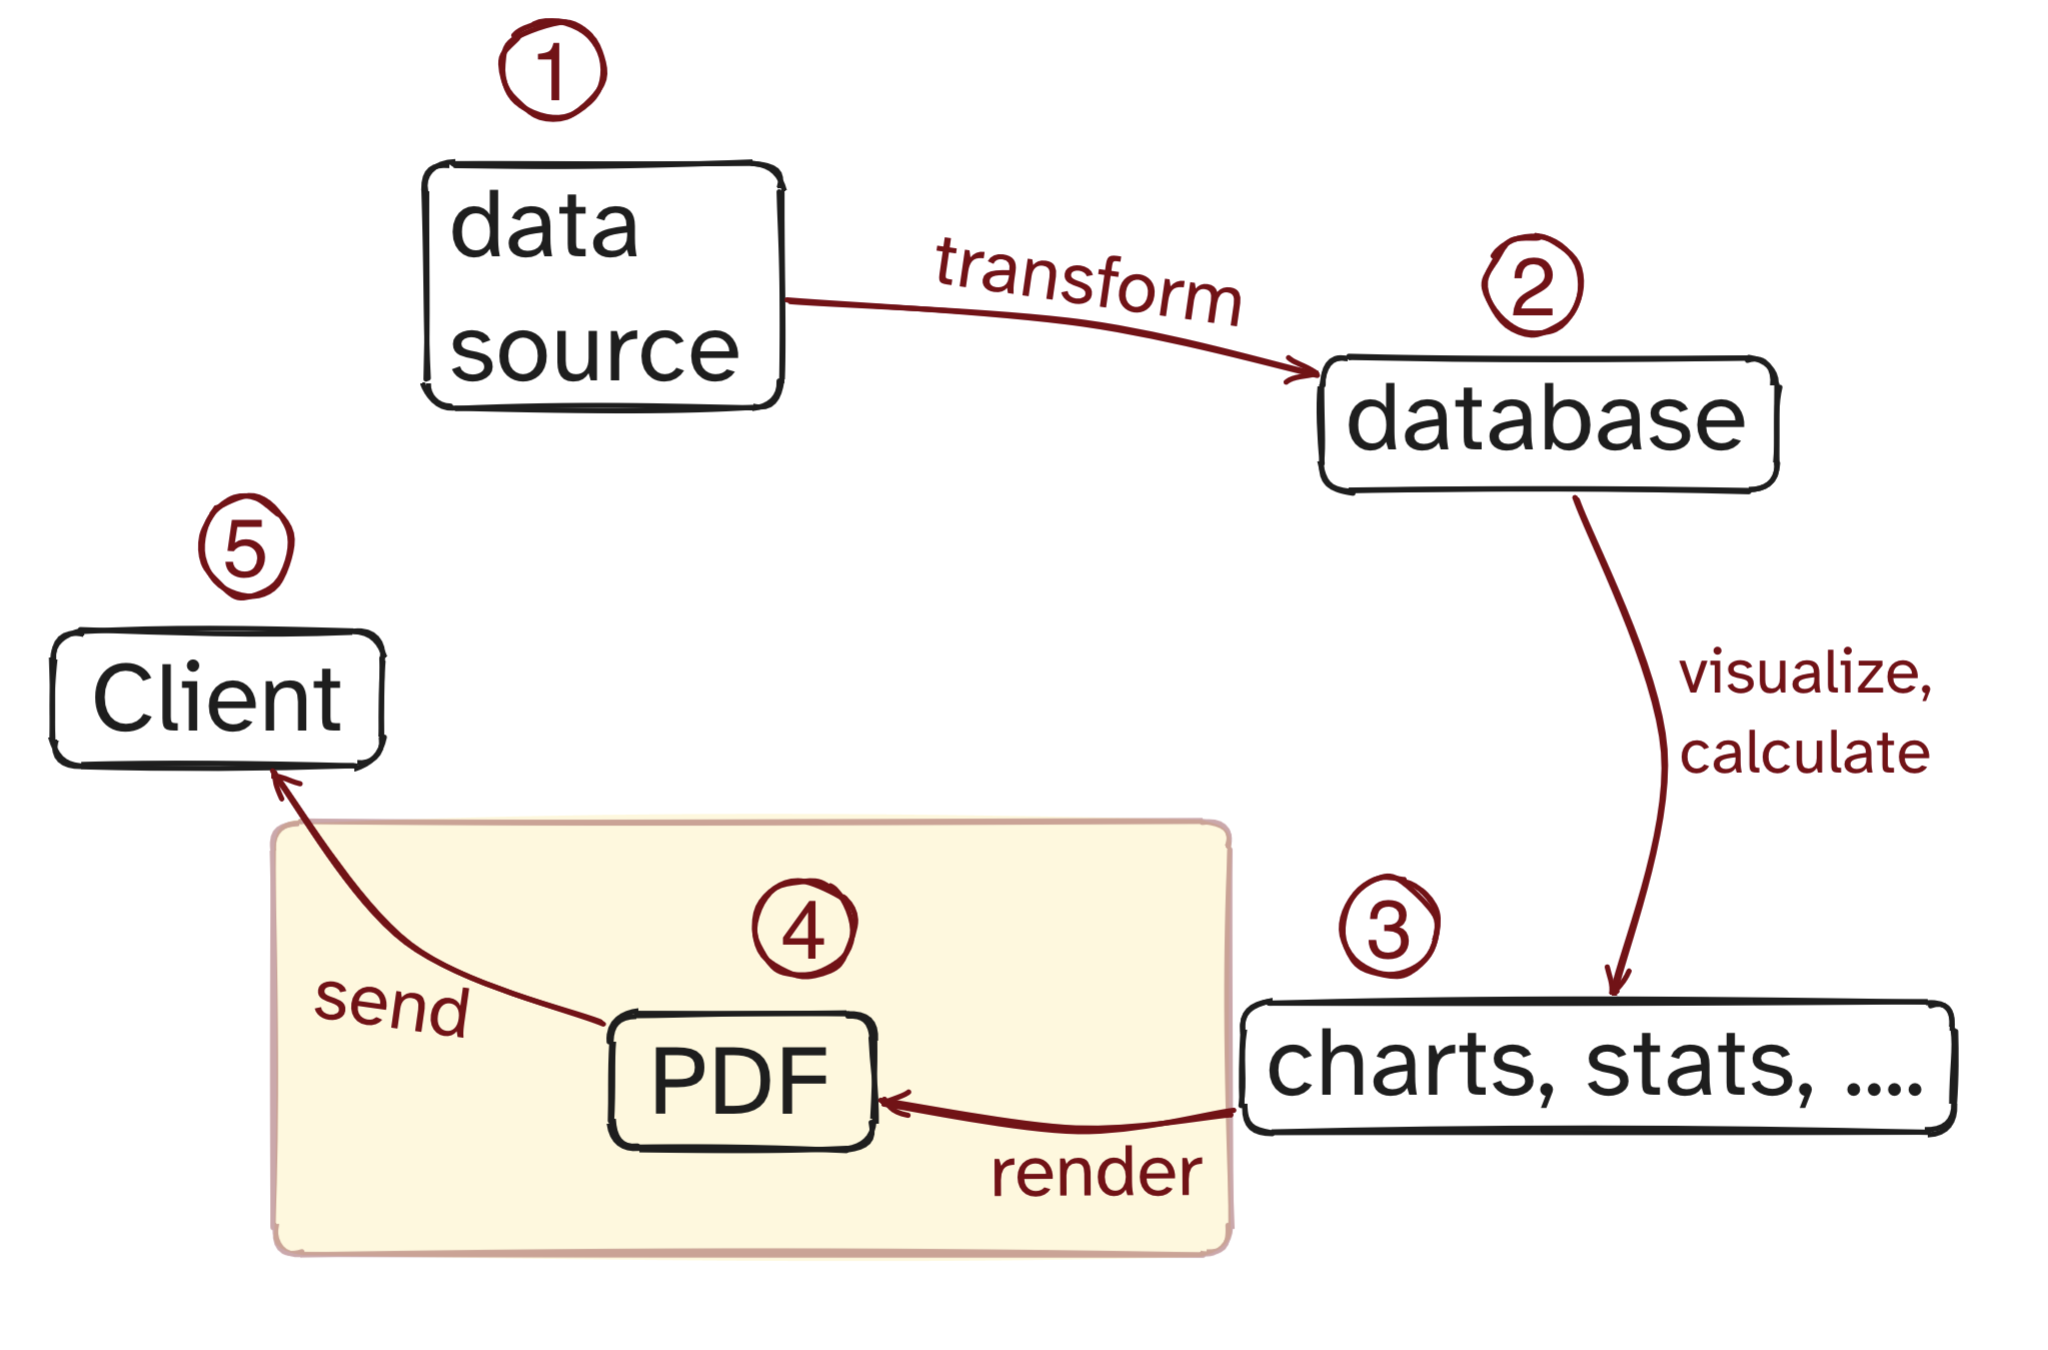 1
data
source
transform
2
database
visualize,
calculate
3
charts, stats, ....
render
4
PDF
send
5
Client